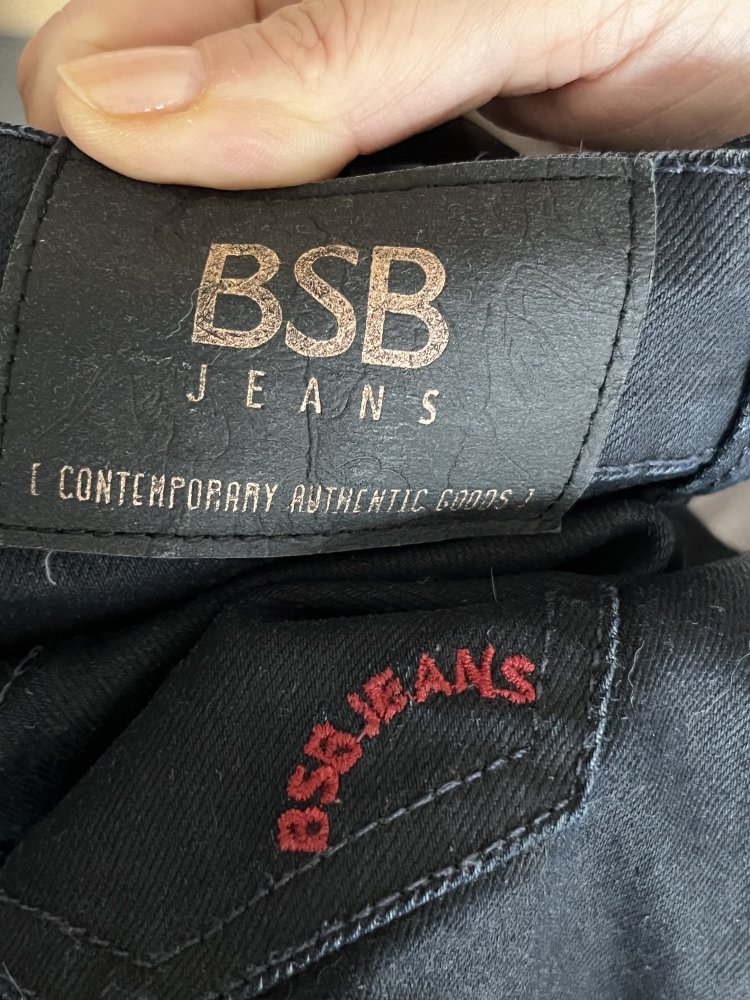 BSB
JEANS
[ CONTEMPORARY AUTHENTIC GOODS ]
BSBJEANS